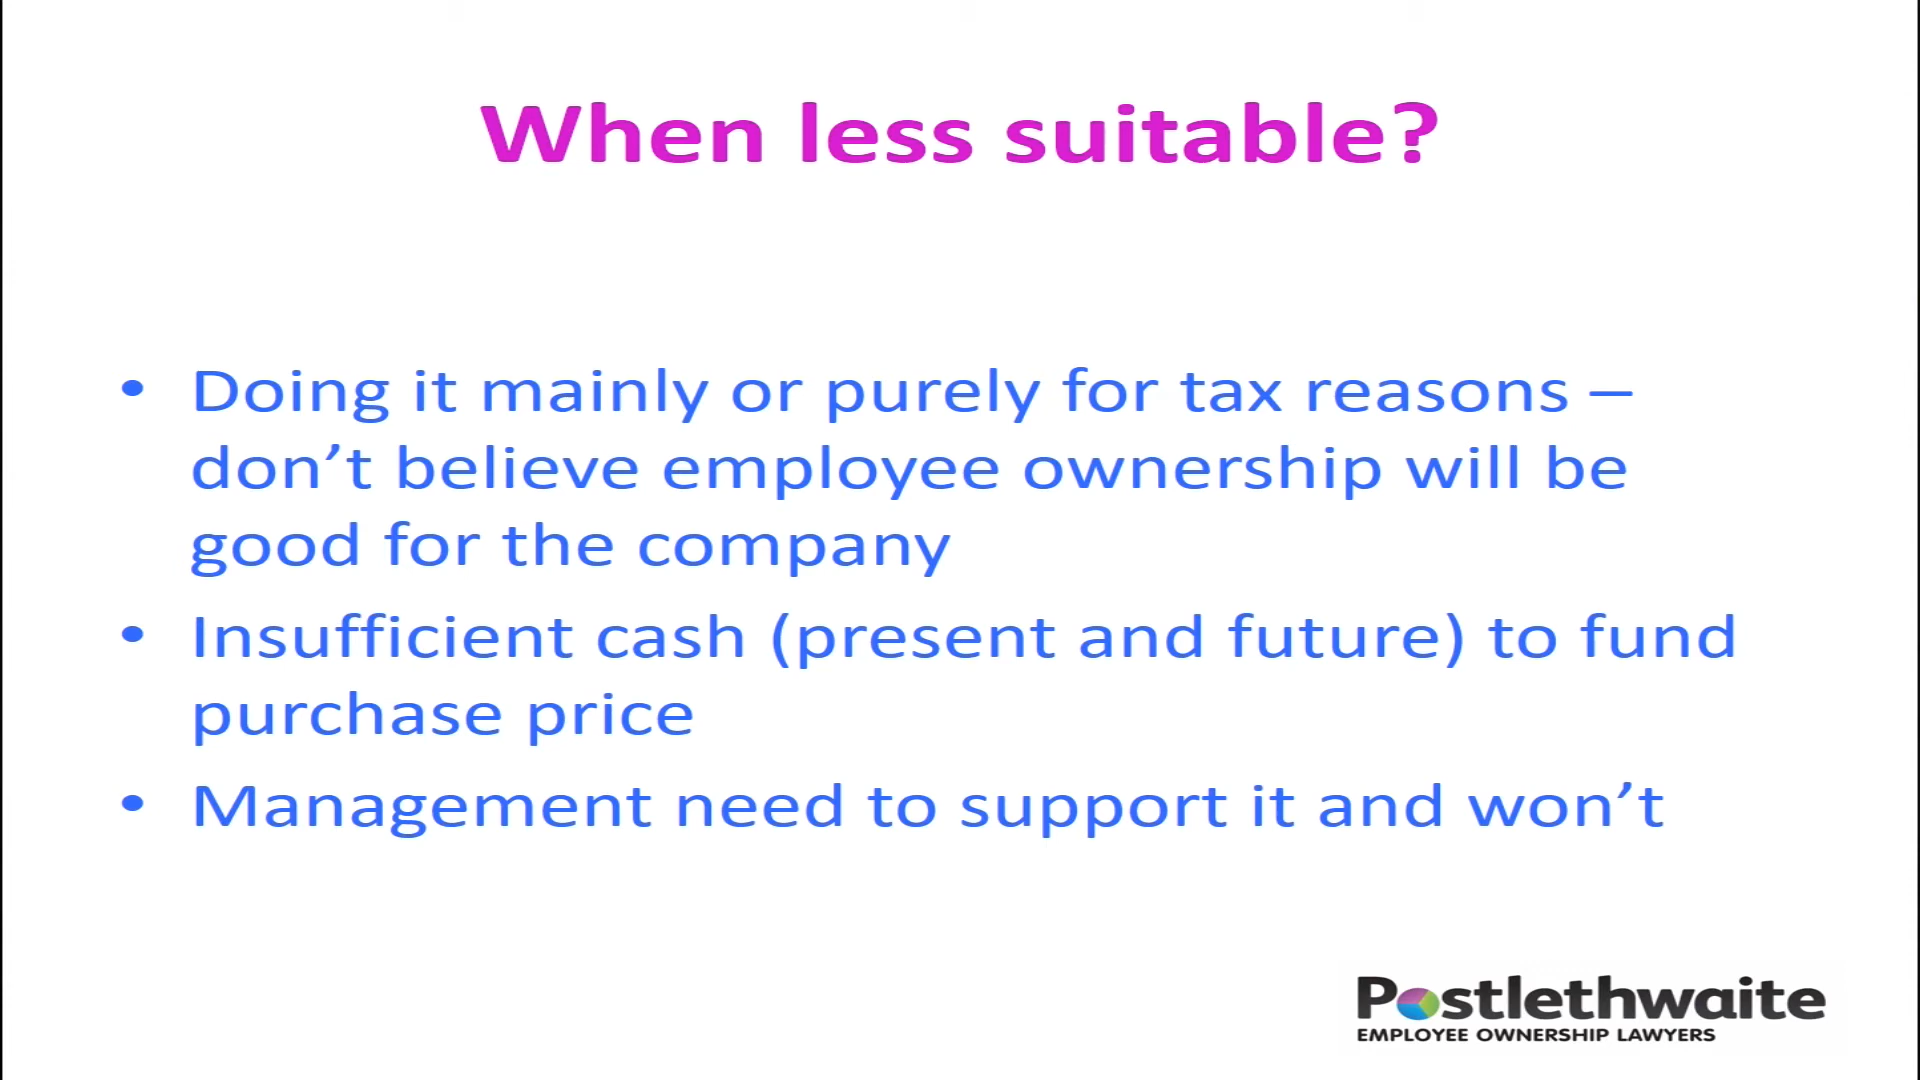 When less suitable?
• Doing it mainly or purely for tax reasons –
don’t believe employee ownership will be
good for the company
• Insufficient cash (present and future) to fund
purchase price
• Management need to support it and won’t
Postlethwaite
EMPLOYEE OWNERSHIP LAWYERS